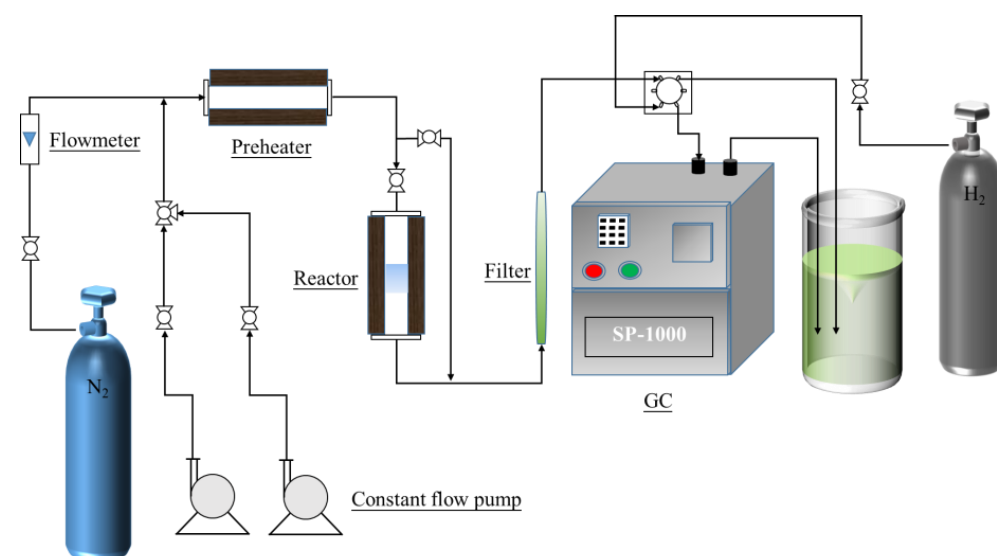 Flowmeter
Preheater
H2
Reactor
Filter
SP-1000
N2
GC
Constant flow pump